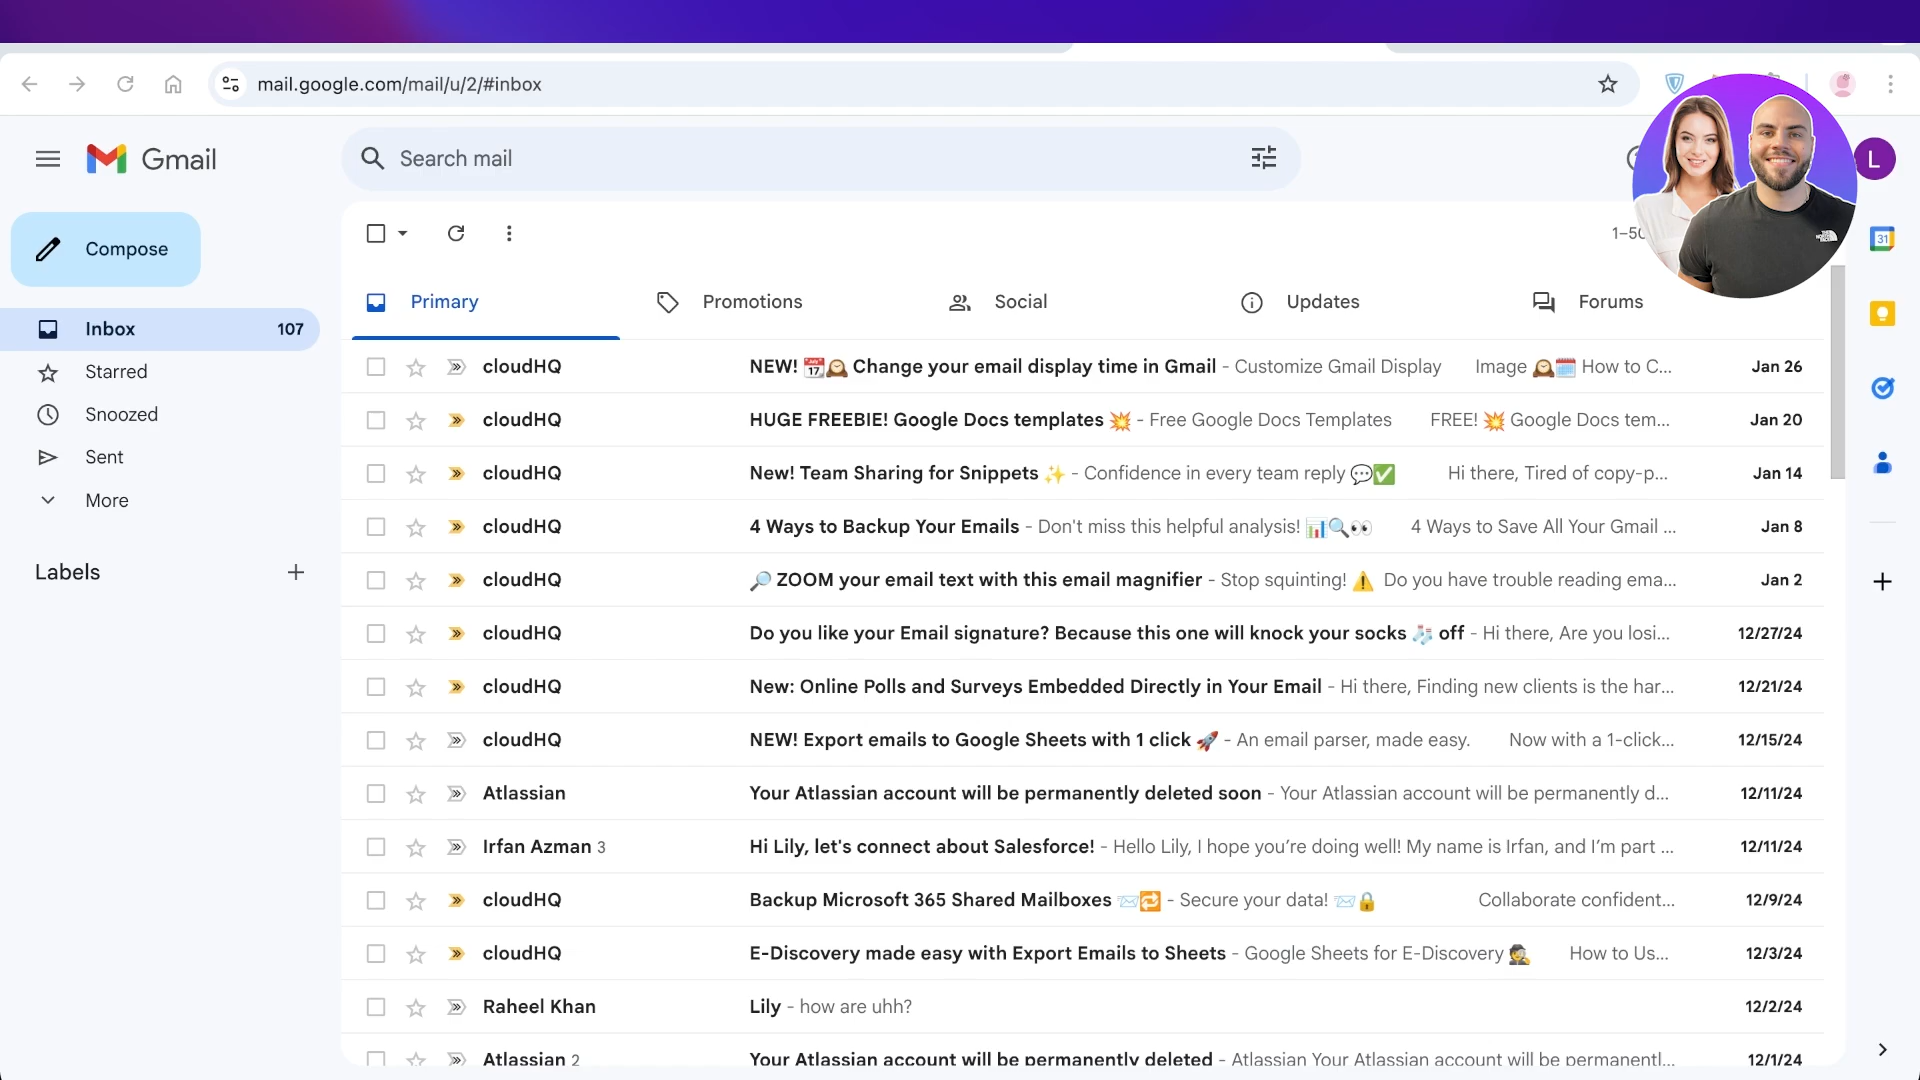 mail.google.com/mail/u/2/#inbox
Gmail
Search mail
L
Compose
1–50
31
Primary
Promotions
Social
Updates
Forums
Inbox 107
Starred
Snoozed
Sent
More
Labels
cloudHQ NEW! 📆🕰️ Change your email display time in Gmail - Customize Gmail Display Image 🕰️🗓️ How to C... Jan 26
cloudHQ HUGE FREEBIE! Google Docs templates 💥 - Free Google Docs Templates FREE! 💥 Google Docs tem... Jan 20
cloudHQ New! Team Sharing for Snippets ✨ - Confidence in every team reply 💬✅ Hi there, Tired of copy-p... Jan 14
cloudHQ 4 Ways to Backup Your Emails - Don't miss this helpful analysis! 📊🔍👀 4 Ways to Save All Your Gmail ... Jan 8
cloudHQ 🔎 ZOOM your email text with this email magnifier - Stop squinting! ⚠️ Do you have trouble reading ema... Jan 2
cloudHQ Do you like your Email signature? Because this one will knock your socks 🧦 off - Hi there, Are you losi... 12/27/24
cloudHQ New: Online Polls and Surveys Embedded Directly in Your Email - Hi there, Finding new clients is the har... 12/21/24
cloudHQ NEW! Export emails to Google Sheets with 1 click 🚀 - An email parser, made easy. Now with a 1-click... 12/15/24
Atlassian Your Atlassian account will be permanently deleted soon - Your Atlassian account will be permanently d... 12/11/24
Irfan Azman 3 Hi Lily, let's connect about Salesforce! - Hello Lily, I hope you're doing well! My name is Irfan, and I'm part ... 12/11/24
cloudHQ Backup Microsoft 365 Shared Mailboxes 📨🔁 - Secure your data! 📨🔒 Collaborate confident... 12/9/24
cloudHQ E-Discovery made easy with Export Emails to Sheets - Google Sheets for E-Discovery 🕵️ How to Us... 12/3/24
Raheel Khan Lily - how are uhh? 12/2/24
Atlassian 2 Your Atlassian account will be permanently deleted - Atlassian Your Atlassian account will be permanentl... 12/1/24